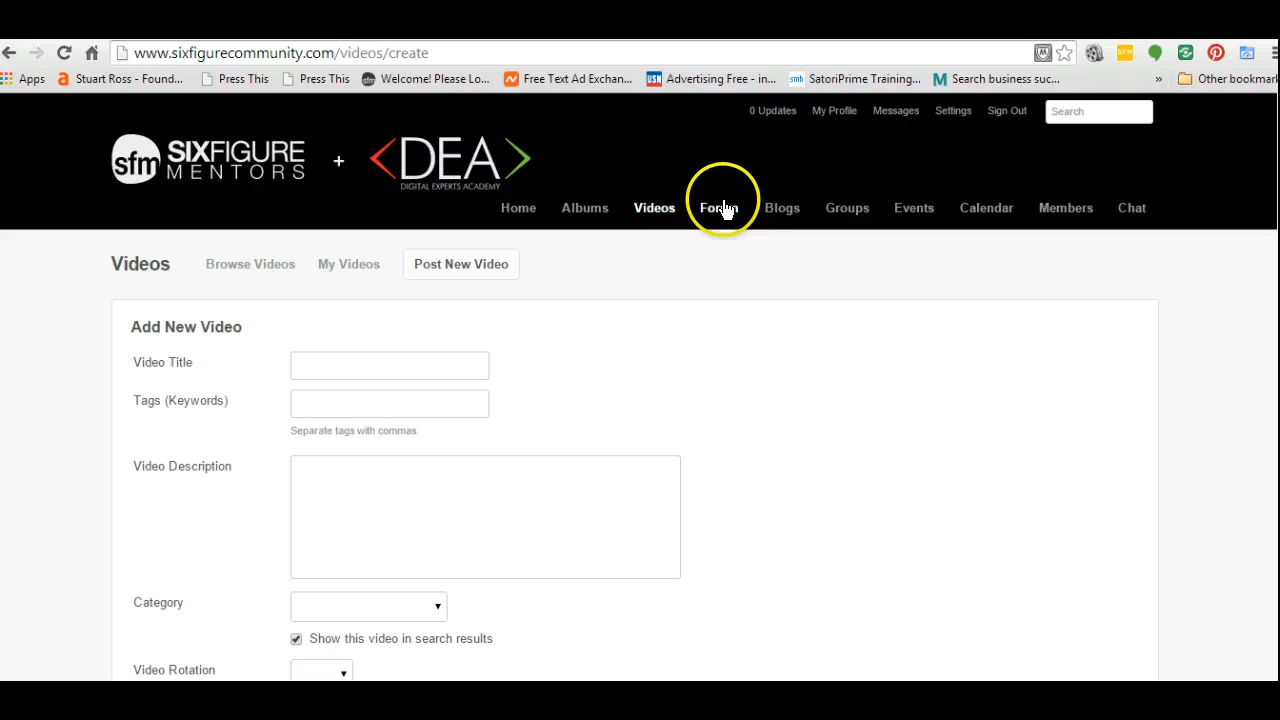 www.sixfigurecommunity.com/videos/create
Apps Stuart Ross - Found... Press This Press This Welcome! Please Lo... Free Text Ad Exchan... Advertising Free - in... SatoriPrime Training... Search business suc... » Other bookmark
0 Updates My Profile Messages Settings Sign Out Search
sfm SIXFIGURE MENTORS + DEA DIGITAL EXPERTS ACADEMY
Home Albums Videos Forum Blogs Groups Events Calendar Members Chat
Videos Browse Videos My Videos Post New Video
Add New Video
Video Title
Tags (Keywords)
Separate tags with commas.
Video Description
Category
Show this video in search results
Video Rotation